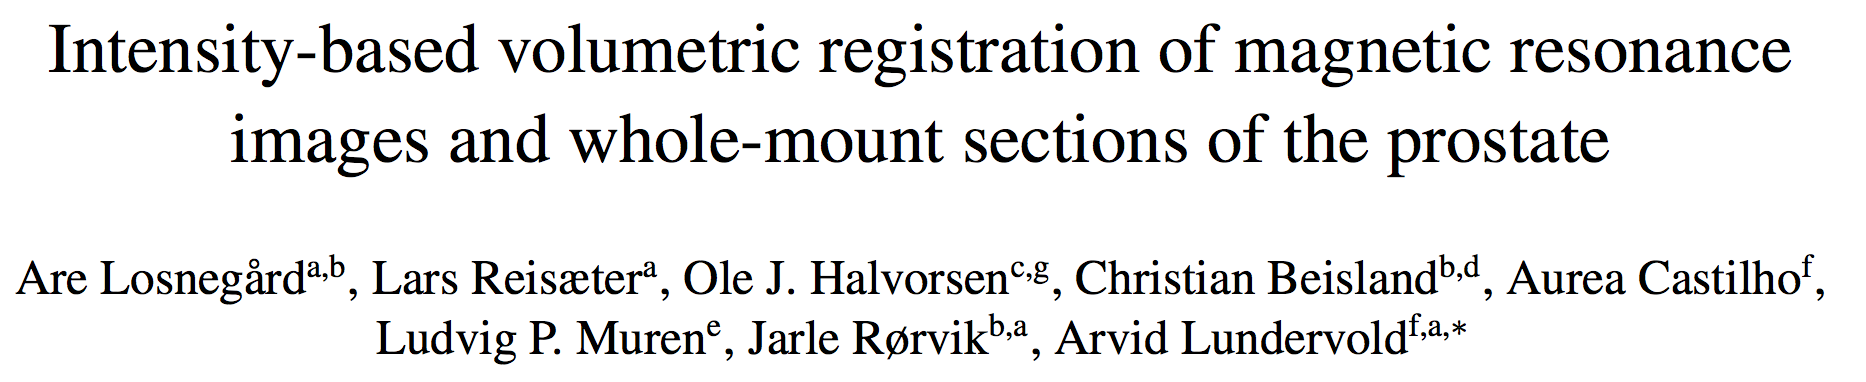 Intensity-based volumetric registration of magnetic resonance
images and whole-mount sections of the prostate
Are Losnegårdᵃ,ᵇ, Lars Reisæterᵃ, Ole J. Halvorsenᶜ,ᵍ, Christian Beislandᵇ,ᵈ, Aurea Castilhoᶠ,
Ludvig P. Murenᵉ, Jarle Rørvikᵇ,ᵃ, Arvid Lundervoldᶠ,ᵃ,*